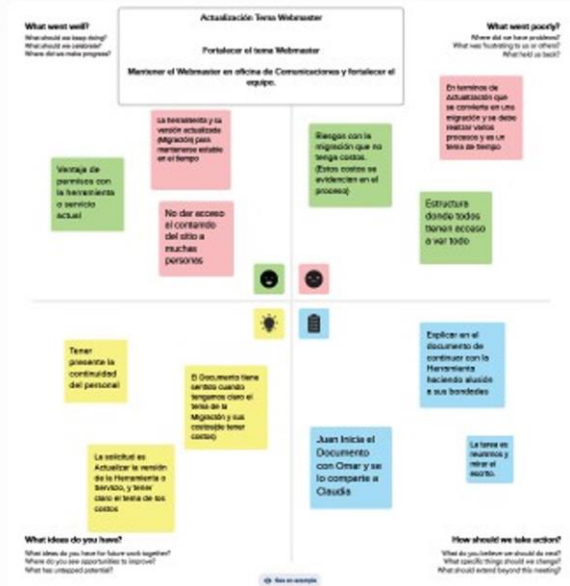 Actualización Tema Webmaster
Fortalecer el tema Webmaster
Mantener el Webmaster en oficina de Comunicaciones y fortalecer el
equipo.
What went well?
What should we keep doing?
What should we celebrate?
Where did we make progress?
What went poorly?
Where did we have problems?
What was frustrating to us or others?
What held us back?
La herramienta y su
versión actualizada
(Migración) para
mantenerse estable
en el tiempo
Ventaja de
permisos con
la herramienta
o servicio
actual
No dar acceso
al contenido
del sitio a
muchas
personas
Riesgos con la
migración que no
tenga costos.
(Estos costos se
evidencian en el
proceso)
En terminos de
Actualización que
se convierte en una
migración y se debe
realizar varios
procesos y es un
tema de tiempo
Estructura
donde todos
tienen acceso
a ver todo
Tener
presente la
continuidad
del personal
El Documento tiene
sentido cuando
tengamos claro el
tema de la
Migración y sus
costos(de tener
costos)
La solicitud es
Actualizar la versión
de la Herramienta o
Servicio, y tener
claro el tema de los
costos
Explicar en el
documento de
continuar con la
Herramienta
haciendo alusión
a sus bondades
Juan Inicia el
Documento
con Omar y se
lo comparte a
Claudia
La tarea es
reunirnos y
mirar el
escrito.
What ideas do you have?
What ideas do you have for future work together?
Where do you see opportunities to improve?
What has untapped potential?
How should we take action?
What do you believe we should do next?
What specific things should we change?
What should extend beyond this meeting?
See an example